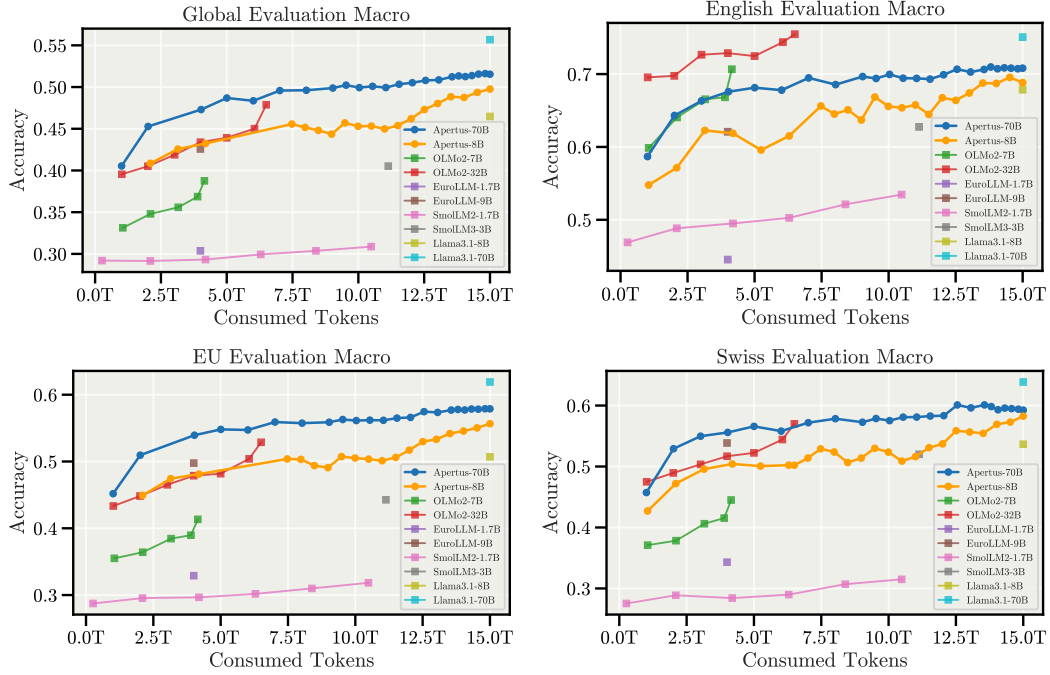 Global Evaluation Macro
Accuracy
0.55
0.50
0.45
0.40
0.35
0.30
0.0T 2.5T 5.0T 7.5T 10.0T 12.5T 15.0T
Consumed Tokens
Apertus-70B
Apertus-8B
OLMo2-7B
OLMo2-32B
EuroLLM-1.7B
EuroLLM-9B
SmolLM2-1.7B
SmolLM3-3B
Llama3.1-8B
Llama3.1-70B
English Evaluation Macro
Accuracy
0.7
0.6
0.5
0.0T 2.5T 5.0T 7.5T 10.0T 12.5T 15.0T
Consumed Tokens
Apertus-70B
Apertus-8B
OLMo2-7B
OLMo2-32B
EuroLLM-1.7B
EuroLLM-9B
SmolLM2-1.7B
SmolLM3-3B
Llama3.1-8B
Llama3.1-70B
EU Evaluation Macro
Accuracy
0.6
0.5
0.4
0.3
0.0T 2.5T 5.0T 7.5T 10.0T 12.5T 15.0T
Consumed Tokens
Apertus-70B
Apertus-8B
OLMo2-7B
OLMo2-32B
EuroLLM-1.7B
EuroLLM-9B
SmolLM2-1.7B
SmolLM3-3B
Llama3.1-8B
Llama3.1-70B
Swiss Evaluation Macro
Accuracy
0.6
0.5
0.4
0.3
0.0T 2.5T 5.0T 7.5T 10.0T 12.5T 15.0T
Consumed Tokens
Apertus-70B
Apertus-8B
OLMo2-7B
OLMo2-32B
EuroLLM-1.7B
EuroLLM-9B
SmolLM2-1.7B
SmolLM3-3B
Llama3.1-8B
Llama3.1-70B